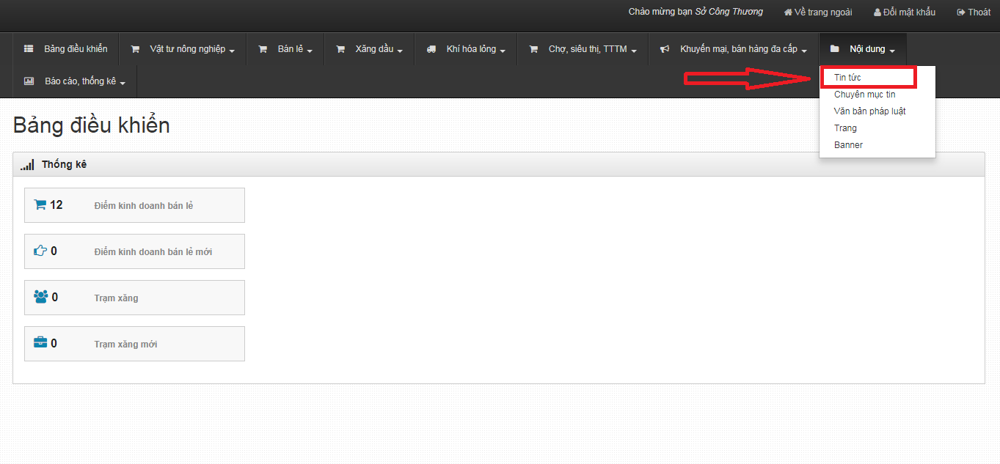 Chào mừng bạn Sở Công Thương Về trang ngoài Đổi mật khẩu Thoát
Bảng điều khiển Vật tư nông nghiệp Bán lẻ Xăng dầu Khí hóa lỏng Chợ, siêu thị, TTTM Khuyến mại, bán hàng đa cấp Nội dung
Báo cáo, thống kê
Tin tức
Chuyên mục tin
Văn bản pháp luật
Trang
Banner
Bảng điều khiển
Thống kê
12 Điểm kinh doanh bán lẻ
0 Điểm kinh doanh bán lẻ mới
0 Trạm xăng
0 Trạm xăng mới